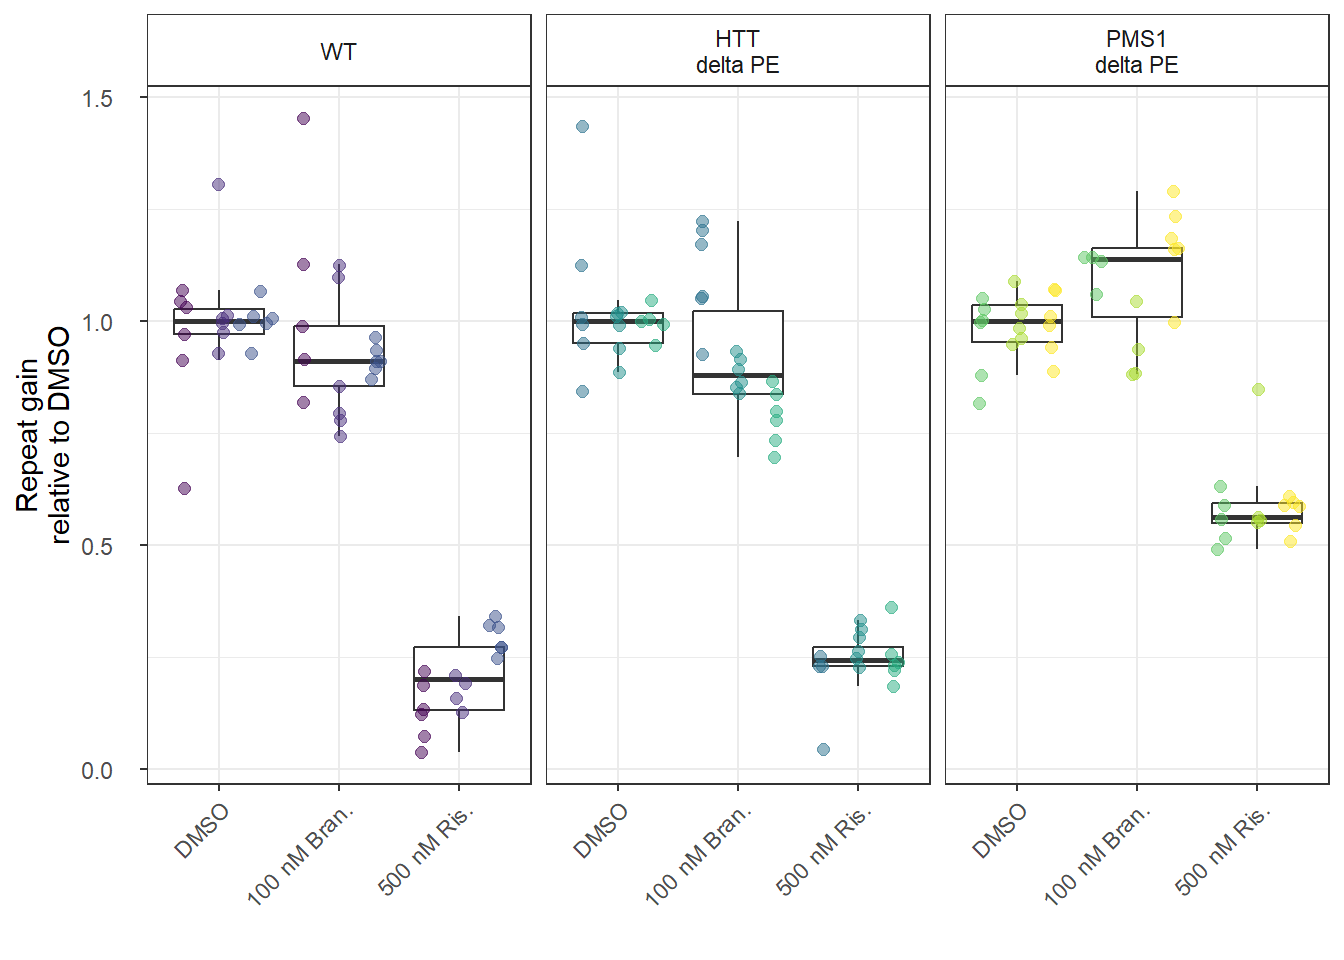 WT
HTT
delta PE
PMS1
delta PE
Repeat gain
relative to DMSO
1.5
1.0
0.5
0.0
DMSO
100 nM Bran.
500 nM Ris.
DMSO
100 nM Bran.
500 nM Ris.
DMSO
100 nM Bran.
500 nM Ris.